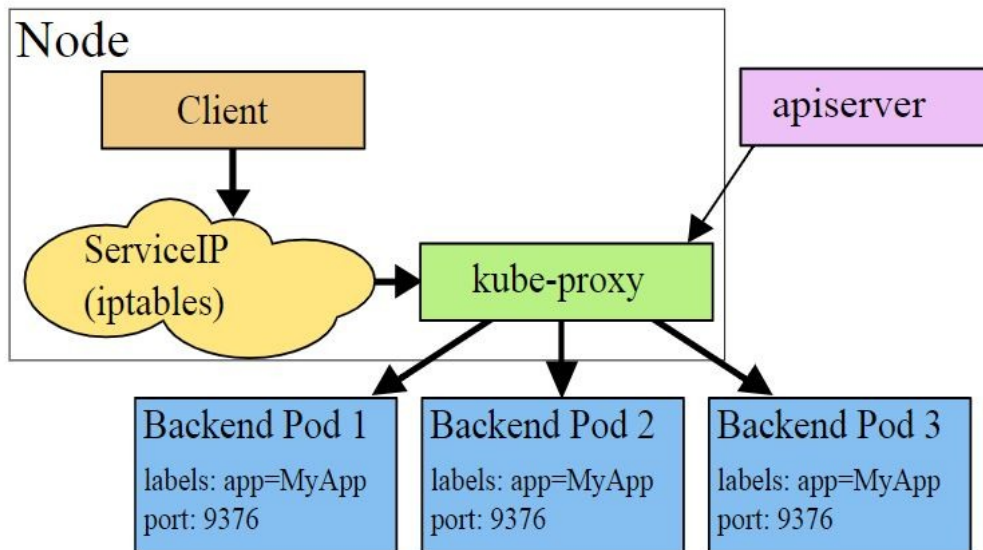 Node
Client
apiserver
ServiceIP
(iptables)
kube-proxy
Backend Pod 1
labels: app=MyApp
port: 9376
Backend Pod 2
labels: app=MyApp
port: 9376
Backend Pod 3
labels: app=MyApp
port: 9376